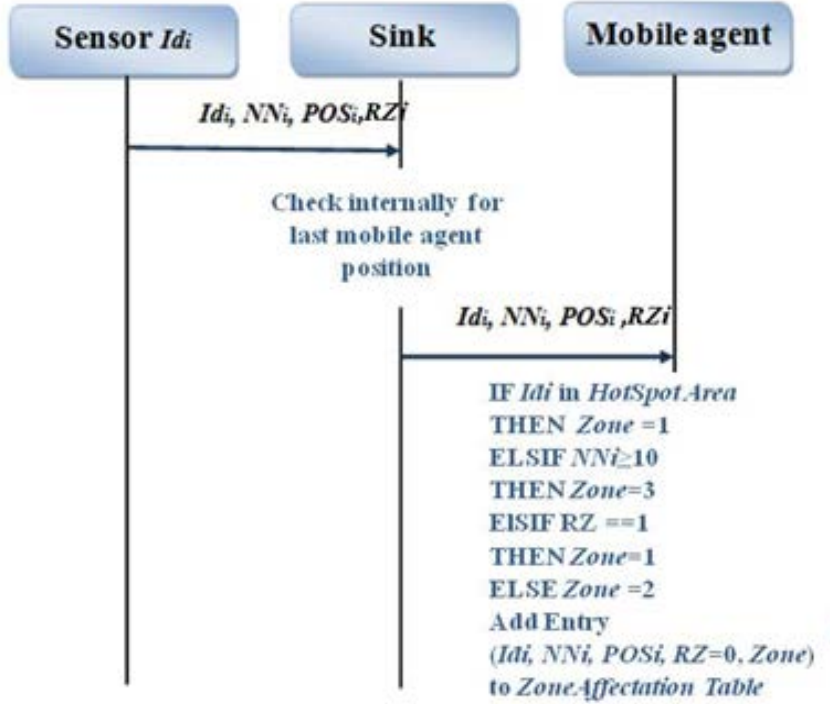 Sensor Idi
Sink
Mobile agent
Idi, NNi, POSi,RZi
Check internally for
last mobile agent
position
Idi, NNi, POSi ,RZi
IF Idi in HotSpotArea
THEN Zone =1
ELSIF NNi≥10
THEN Zone=3
ElSIF RZ ==1
THEN Zone=1
ELSE Zone =2
Add Entry
(Idi, NNi, POSi, RZ=0, Zone)
to ZoneAffectation Table